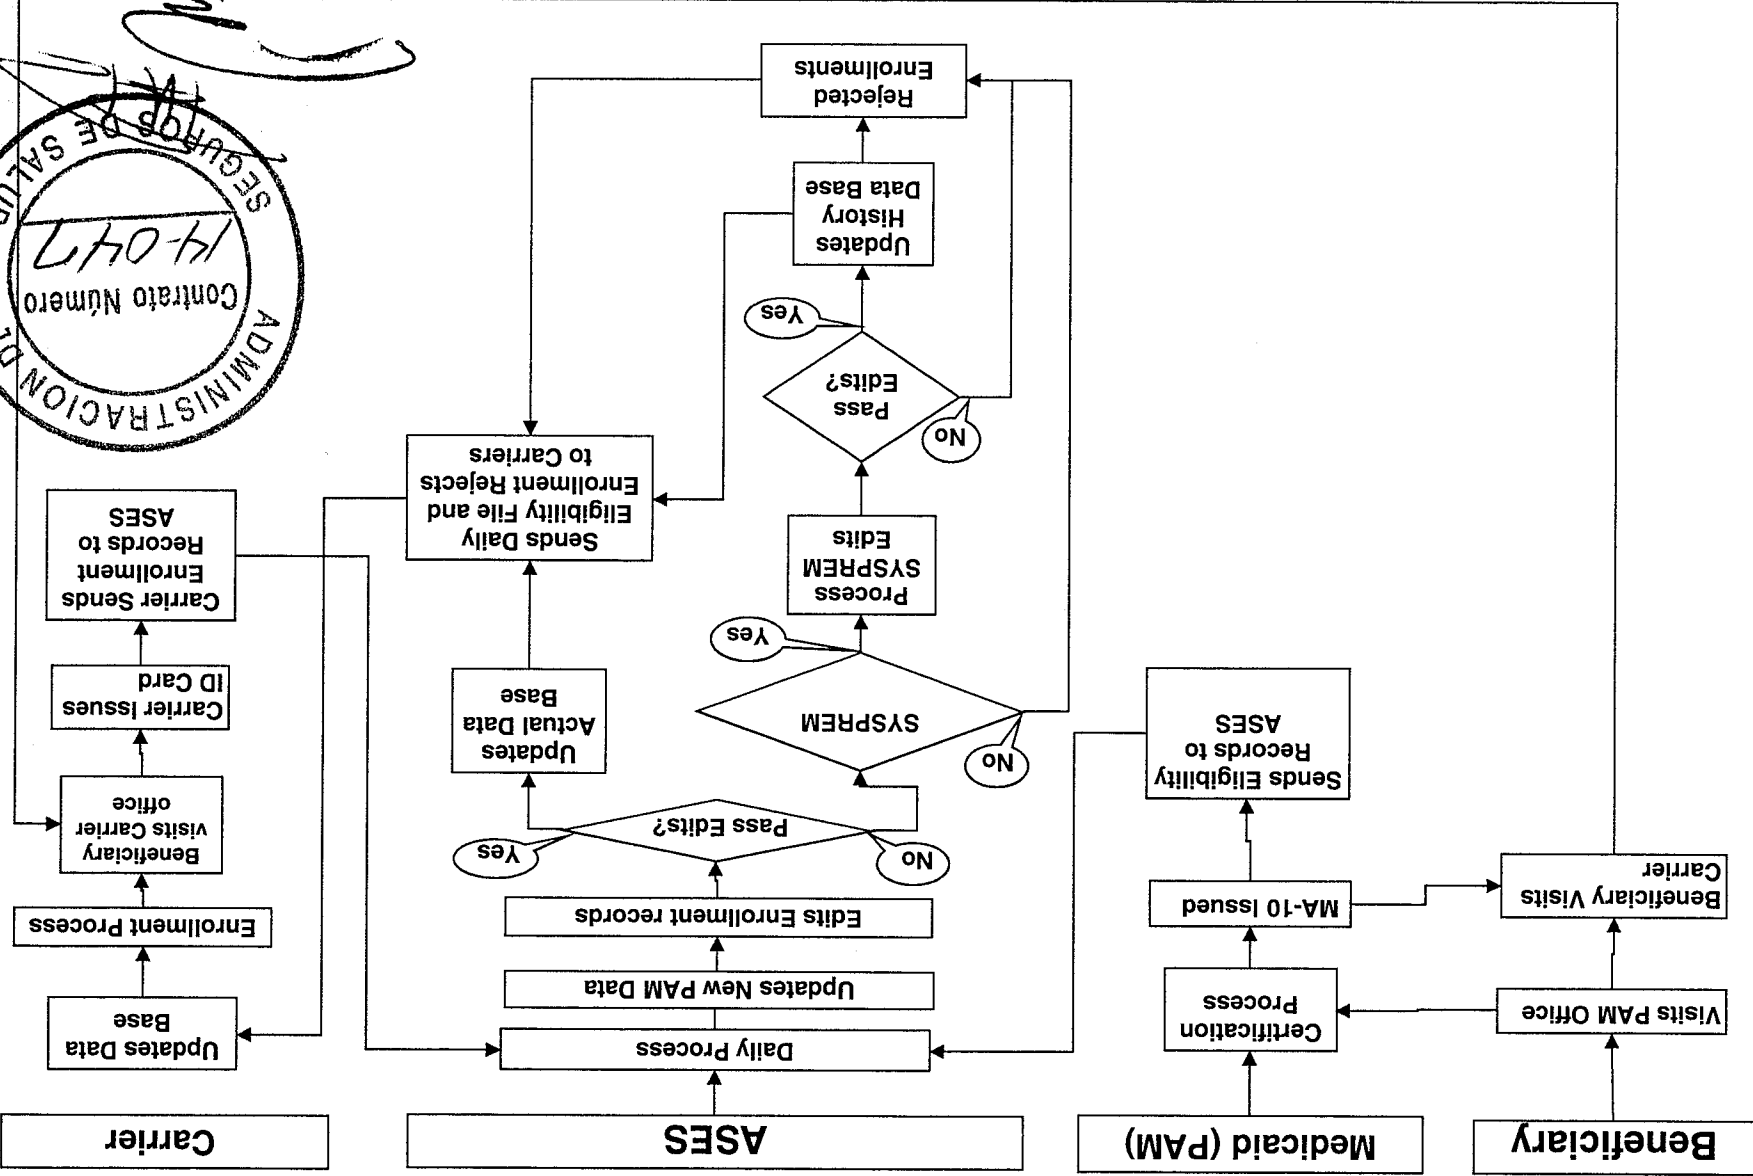 Beneficiary
Medicaid (PAM)
ASES
Carrier
Visits PAM Office
Beneficiary Visits
Carrier
Certification
Process
MA-10 Issued
Sends Eligibility
Records to
ASES
Daily Process
Updates New PAM Data
Edits Enrollment records
Pass Edits?
No
Yes
SYSPREM
No
Yes
Process
SYSPREM
Edits
Pass
Edits?
No
Yes
Updates
History
Data Base
Rejected
Enrollments
Updates
Actual Data
Base
Sends Daily
Eligibility File and
Enrollment Rejects
to Carriers
Updates Data
Base
Enrollment Process
Beneficiary
visits Carrier
office
Carrier Issues
ID Card
Carrier Sends
Enrollment
Records to
ASES
ADMINISTRACION DE
SEGUROS DE SALUD
Contrato Número
14-047